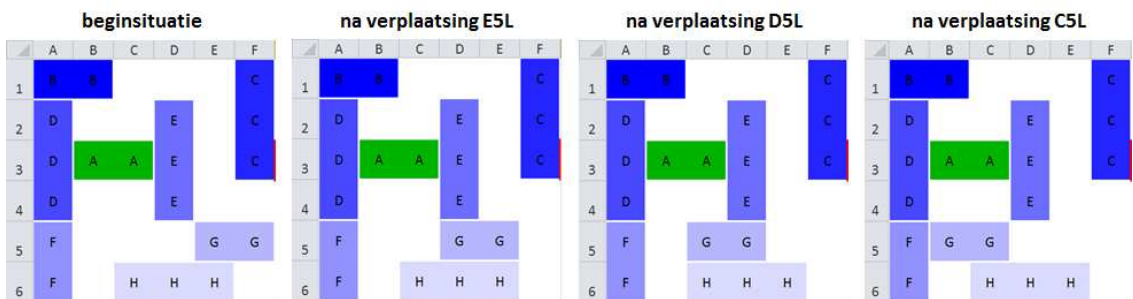 beginsituatie na verplaatsing E5L na verplaatsing D5L na verplaatsing C5L
A B C D E F A B C D E F A B C D E F A B C D E F
1 B B C 1 B B C 1 B B C 1 B B C
2 D E C 2 D E C 2 D E C 2 D E C
3 D A A E C 3 D A A E C 3 D A A E C 3 D A A E C
4 D E 4 D E 4 D E 4 D E
5 F G G 5 F G G 5 F G G 5 F G G
6 F H H H 6 F H H H 6 F H H H 6 F H H H